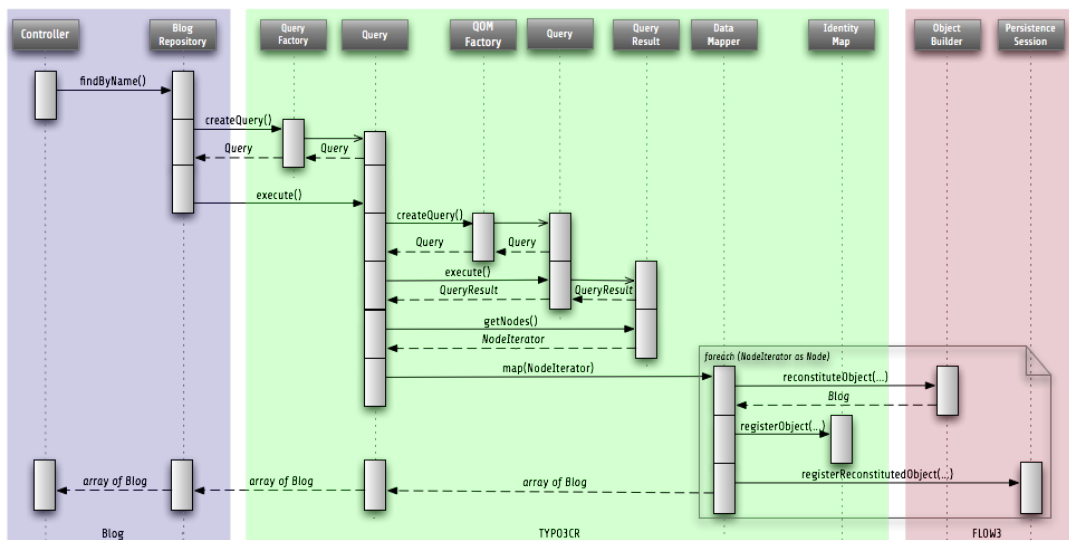 Controller
Blog
Repository
Query
Factory
Query
QOM
Factory
Query
Query
Result
Data
Mapper
Identity
Map
Object
Builder
Persistence
Session
findByName()
createQuery()
Query
Query
execute()
createQuery()
Query
Query
execute()
QueryResult
QueryResult
getNodes()
NodeIterator
foreach (NodeIterator as Node)
map(NodeIterator)
reconstituteObject(...)
Blog
registerObject(...)
registerReconstitutedObject(...)
array of Blog
array of Blog
array of Blog
Blog
TYPO3CR
FLOW3